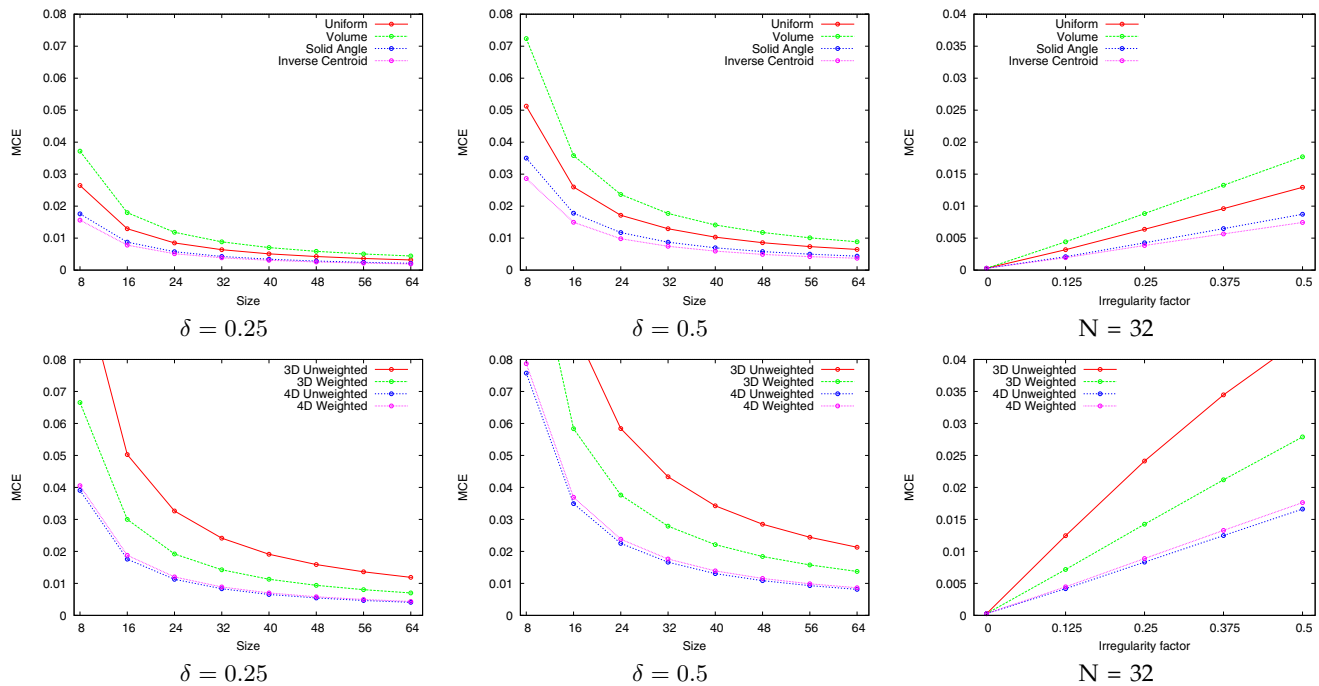 0.08
0.07
0.06
0.05
0.04
0.03
0.02
0.01
0
MCE
8 16 24 32 40 48 56 64
Size
Uniform
Volume
Solid Angle
Inverse Centroid
δ = 0.25
0.08
0.07
0.06
0.05
0.04
0.03
0.02
0.01
0
MCE
8 16 24 32 40 48 56 64
Size
Uniform
Volume
Solid Angle
Inverse Centroid
δ = 0.5
0.04
0.035
0.03
0.025
0.02
0.015
0.01
0.005
0
MCE
0 0.125 0.25 0.375 0.5
Irregularity factor
Uniform
Volume
Solid Angle
Inverse Centroid
N = 32
0.08
0.07
0.06
0.05
0.04
0.03
0.02
0.01
0
MCE
8 16 24 32 40 48 56 64
Size
3D Unweighted
3D Weighted
4D Unweighted
4D Weighted
δ = 0.25
0.08
0.07
0.06
0.05
0.04
0.03
0.02
0.01
0
MCE
8 16 24 32 40 48 56 64
Size
3D Unweighted
3D Weighted
4D Unweighted
4D Weighted
δ = 0.5
0.04
0.035
0.03
0.025
0.02
0.015
0.01
0.005
0
MCE
0 0.125 0.25 0.375 0.5
Irregularity factor
3D Unweighted
3D Weighted
4D Unweighted
4D Weighted
N = 32